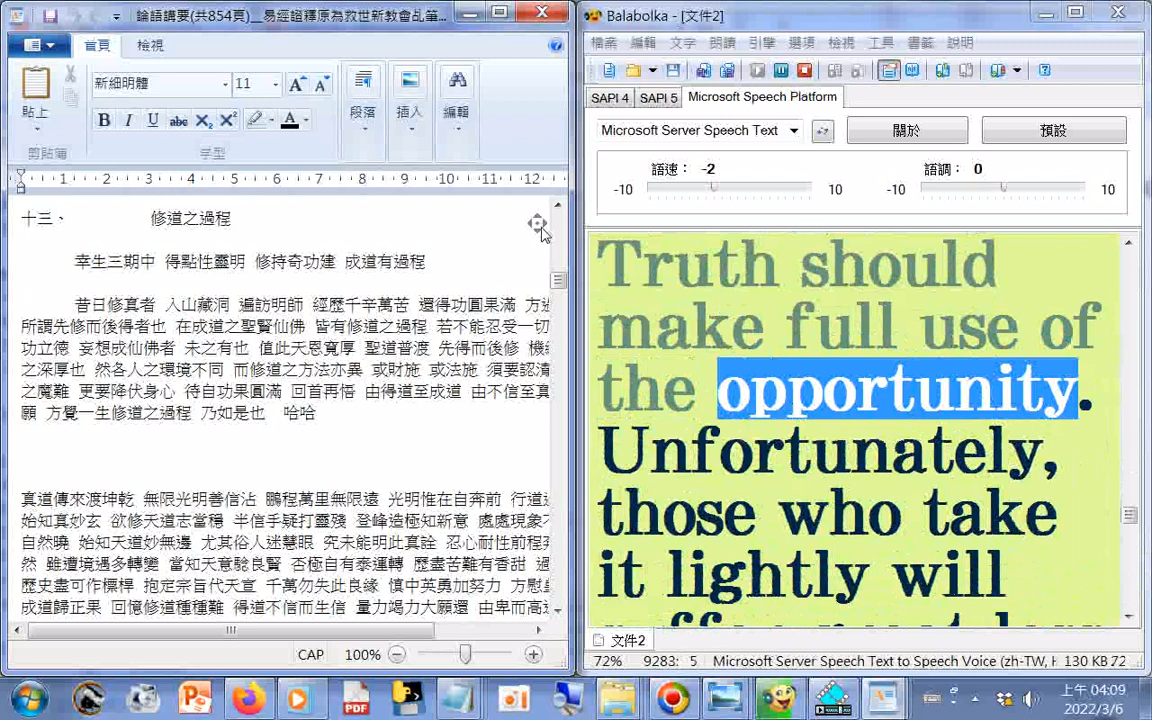 論語講要(共854頁)__易經證釋原為救世新教會乩筆...
首頁
檢視
貼上
剪貼簿
新細明體
11
B I U abc X₂ X²
字型
段落
插入
編輯
1 2 3 4 5 6 7 8 9 10 11 12
十三、 修道之過程
幸生三期中 得點性靈明 修持奇功建 成道有過程
昔日修真者 入山藏洞 遍訪明師 經歷千辛萬苦 還得功圓果滿 方
所謂先修而後得者也 在成道之聖賢仙佛 皆有修道之過程 若不能忍受一切
功立德 妄想成仙佛者 未之有也 值此天恩寬厚 聖道普渡 先得而後修 機
之深厚也 然各人之環境不同 而修道之方法亦異 或財施 或法施 須要認清
之魔難 更要降伏身心 待自功果圓滿 回首再悟 由得道至成道 由不信至真
願 方覺一生修道之過程 乃如是也 哈哈
真道傳來渡坤乾 無限光明善信沾 鵬程萬里無限遠 光明惟在自奔前 行道
始知真妙玄 欲修天道志當穩 半信半疑打靈殘 登峰造極知新意 處處現象
自然曉 始知天道妙無邊 尤其俗人迷慧眼 究未能明此真詮 忍心耐性前程
然 雖遭境遇多轉變 當知天意驗良賢 否極自有泰運轉 歷盡苦難有香甜 過
歷史盡可作標桿 抱定宗旨代天宣 千萬勿失此良緣 慎中英勇加努力 方慰
成道歸正果 回憶修道種種難 得道不信而生信 量力竭力大願還 由卑而高
CAP 100%
Balabolka - [文件2]
檔案 編輯 文字 朗讀 引擎 選項 檢視 工具 書籤 說明
SAPI 4 SAPI 5 Microsoft Speech Platform
Microsoft Server Speech Text
關於
預設
語速： -2
-10 10
語調： 0
-10 10
Truth should
make full use of
the opportunity.
Unfortunately,
those who take
it lightly will
文件2
72% 9283: 5 Microsoft Server Speech Text to Speech Voice (zh-TW, H 130 KB 72
上午 04:09
2022/3/6